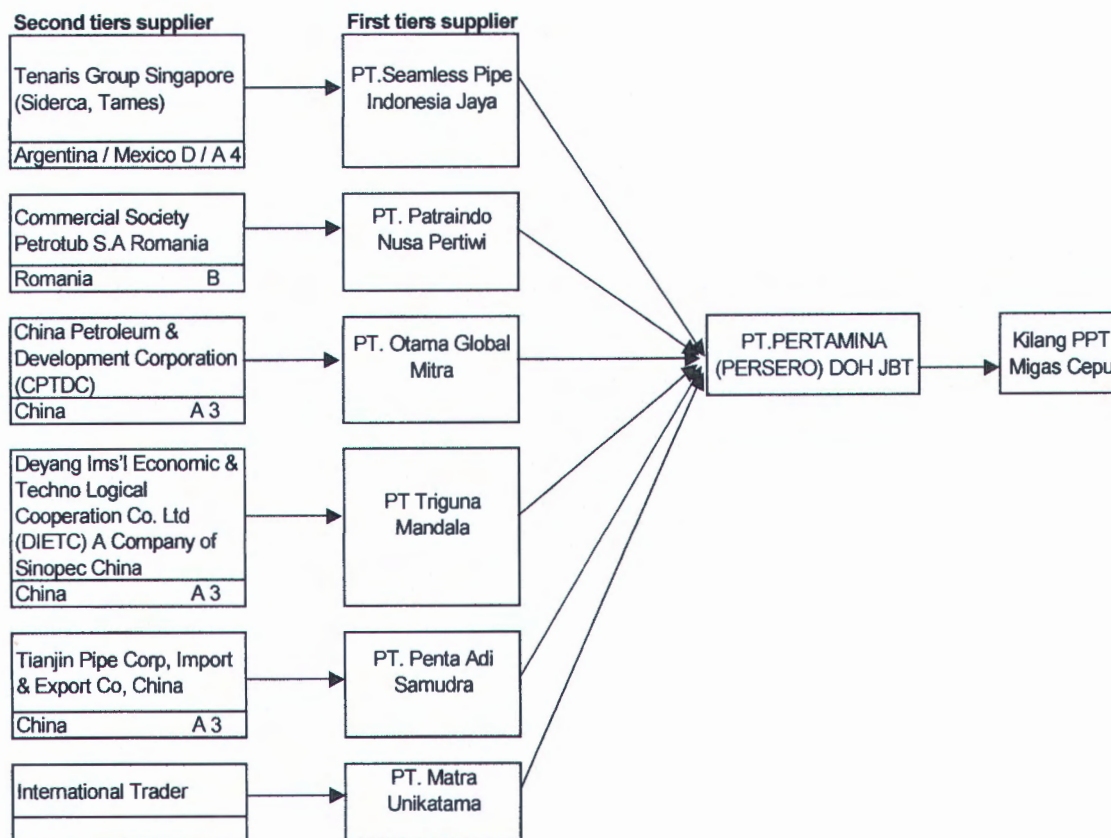 Second tiers supplier
First tiers supplier
Tenaris Group Singapore
(Siderca, Tames)
Argentina / Mexico D / A 4
PT.Seamless Pipe
Indonesia Jaya
Commercial Society
Petrotub S.A Romania
Romania B
PT. Patraindo
Nusa Pertiwi
China Petroleum &
Development Corporation
(CPTDC)
China A 3
PT. Otama Global
Mitra
PT.PERTAMINA
(PERSERO) DOH JBT
Kilang PPT
Migas Cepu
Deyang Ims'l Economic &
Techno Logical
Cooperation Co. Ltd
(DIETC) A Company of
Sinopec China
China A 3
PT Triguna
Mandala
Tianjin Pipe Corp, Import
& Export Co, China
China A 3
PT. Penta Adi
Samudra
International Trader
PT. Matra
Unikatama